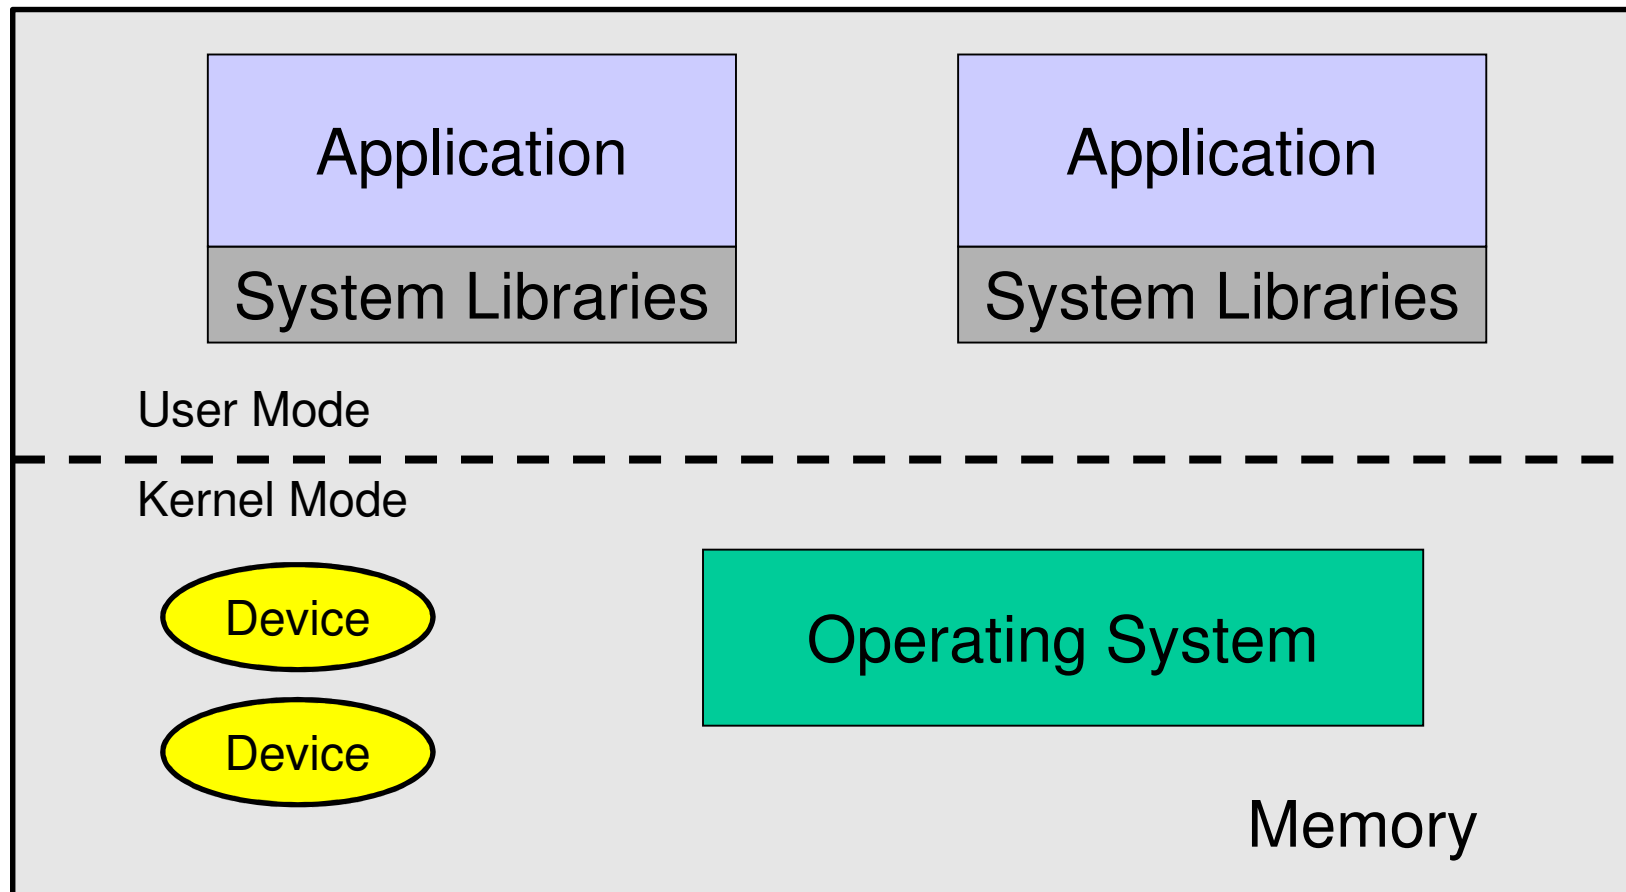 Application
Application
System Libraries
System Libraries
User Mode
Kernel Mode
Device
Operating System
Device
Memory